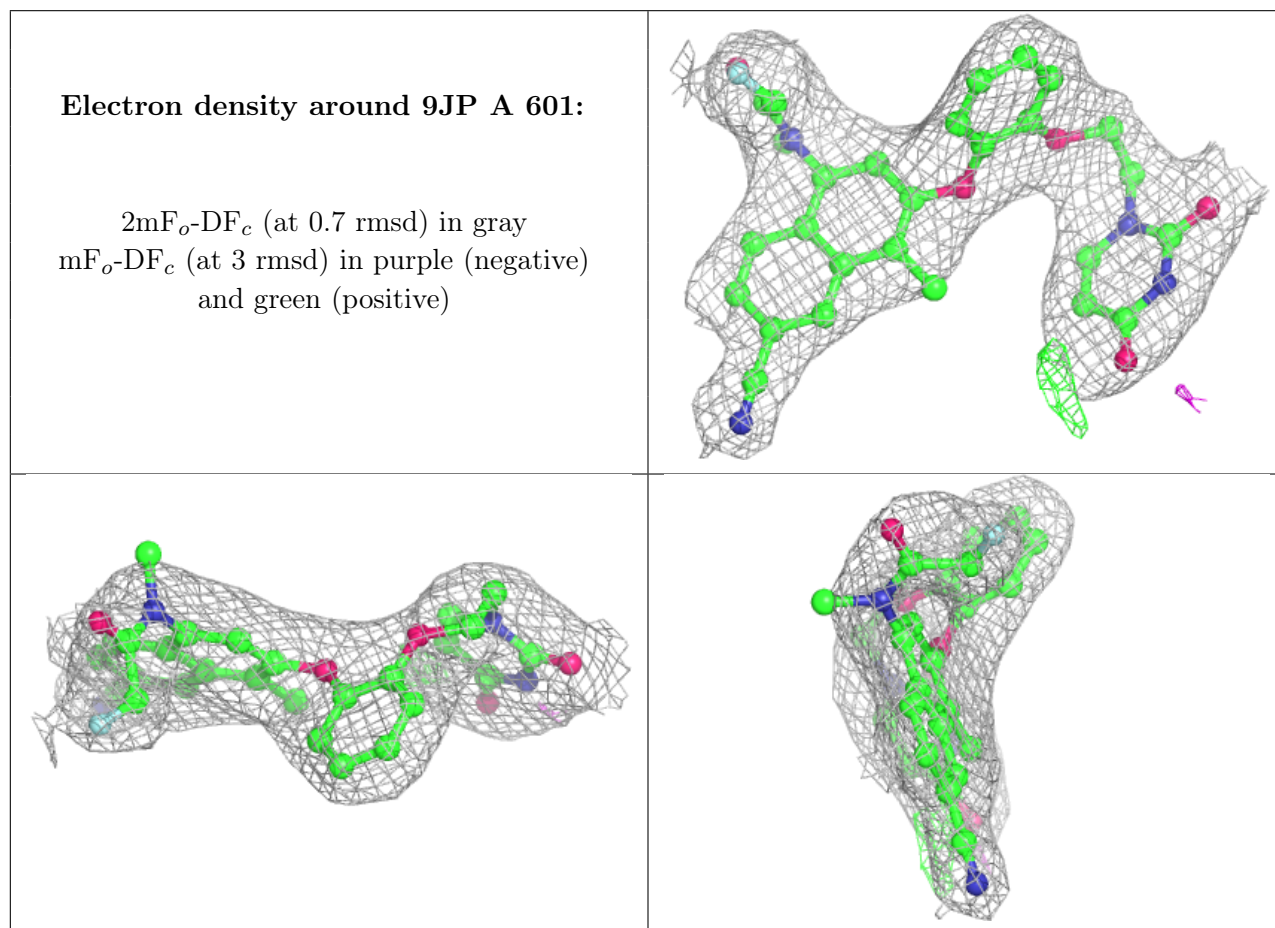 Electron density around 9JP A 601:
2mFo-DFc (at 0.7 rmsd) in gray
mFo-DFc (at 3 rmsd) in purple (negative)
and green (positive)